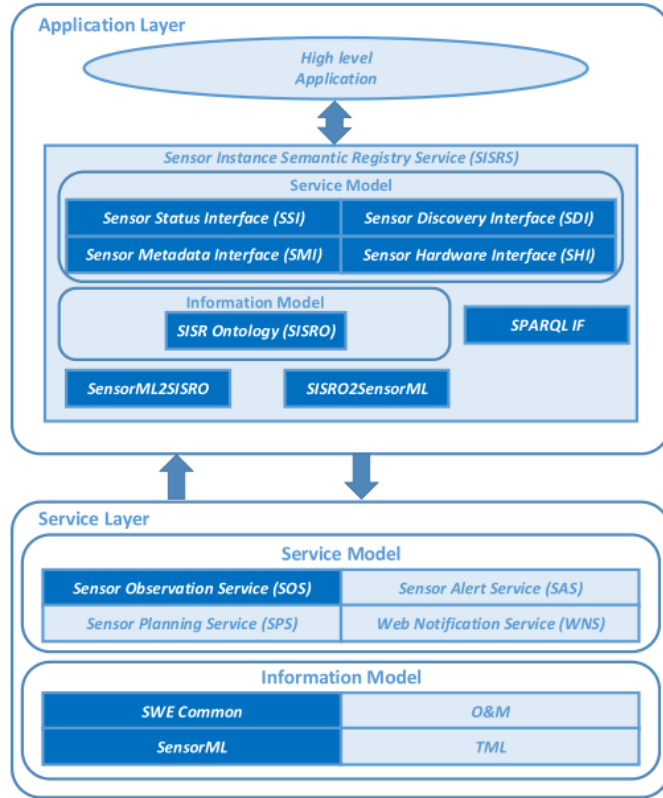 Application Layer
High level
Application
Sensor Instance Semantic Registry Service (SISRS)
Service Model
Sensor Status Interface (SSI)
Sensor Discovery Interface (SDI)
Sensor Metadata Interface (SMI)
Sensor Hardware Interface (SHI)
Information Model
SISR Ontology (SISRO)
SPARQL IF
SensorML2SISRO
SISRO2SensorML
Service Layer
Service Model
Sensor Observation Service (SOS)
Sensor Alert Service (SAS)
Sensor Planning Service (SPS)
Web Notification Service (WNS)
Information Model
SWE Common
O&M
SensorML
TML